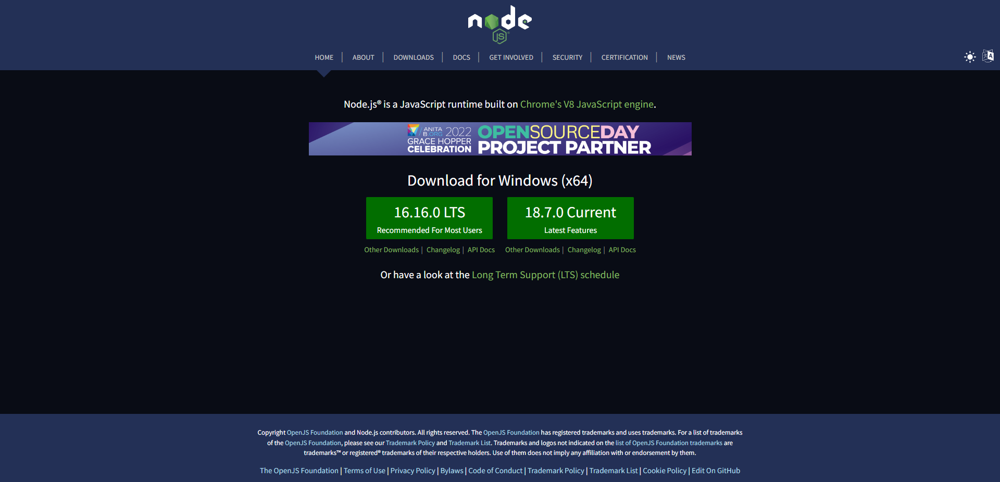 node
JS
HOME | ABOUT | DOWNLOADS | DOCS | GET INVOLVED | SECURITY | CERTIFICATION | NEWS
A
Node.js® is a JavaScript runtime built on Chrome's V8 JavaScript engine.
ANITA
B.ORG 2022
GRACE HOPPER
CELEBRATION
OPENSOURCEDAY
PROJECT PARTNER
Download for Windows (x64)
16.16.0 LTS
Recommended For Most Users
18.7.0 Current
Latest Features
Other Downloads | Changelog | API Docs
Other Downloads | Changelog | API Docs
Or have a look at the Long Term Support (LTS) schedule
Copyright OpenJS Foundation and Node.js contributors. All rights reserved. The OpenJS Foundation has registered trademarks and uses trademarks. For a list of trademarks
of the OpenJS Foundation, please see our Trademark Policy and Trademark List. Trademarks and logos not indicated on the list of OpenJS Foundation trademarks are
trademarks™ or registered® trademarks of their respective holders. Use of them does not imply any affiliation with or endorsement by them.
The OpenJS Foundation | Terms of Use | Privacy Policy | Bylaws | Code of Conduct | Trademark Policy | Trademark List | Cookie Policy | Edit On GitHub